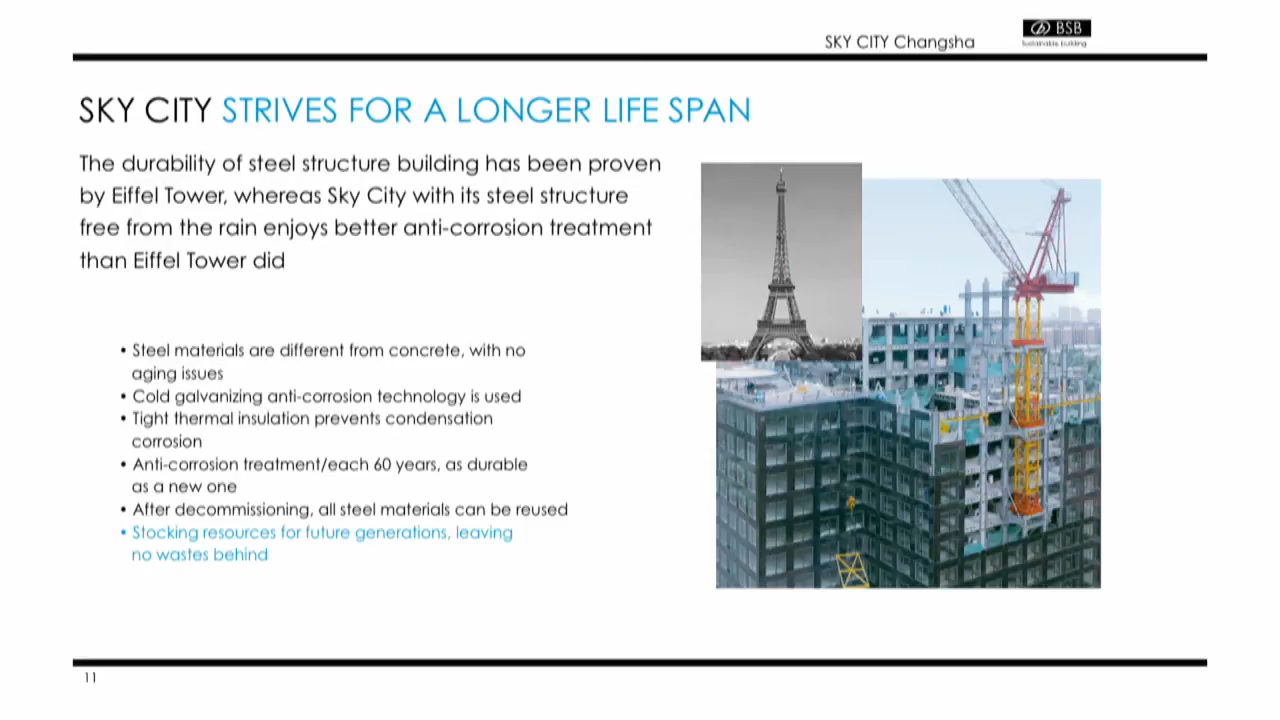 SKY CITY Changsha
BSB
Sustainable building
SKY CITY STRIVES FOR A LONGER LIFE SPAN
The durability of steel structure building has been proven
by Eiffel Tower, whereas Sky City with its steel structure
free from the rain enjoys better anti-corrosion treatment
than Eiffel Tower did
• Steel materials are different from concrete, with no
aging issues
• Cold galvanizing anti-corrosion technology is used
• Tight thermal insulation prevents condensation
corrosion
• Anti-corrosion treatment/each 60 years, as durable
as a new one
• After decommissioning, all steel materials can be reused
• Stocking resources for future generations, leaving
no wastes behind
11